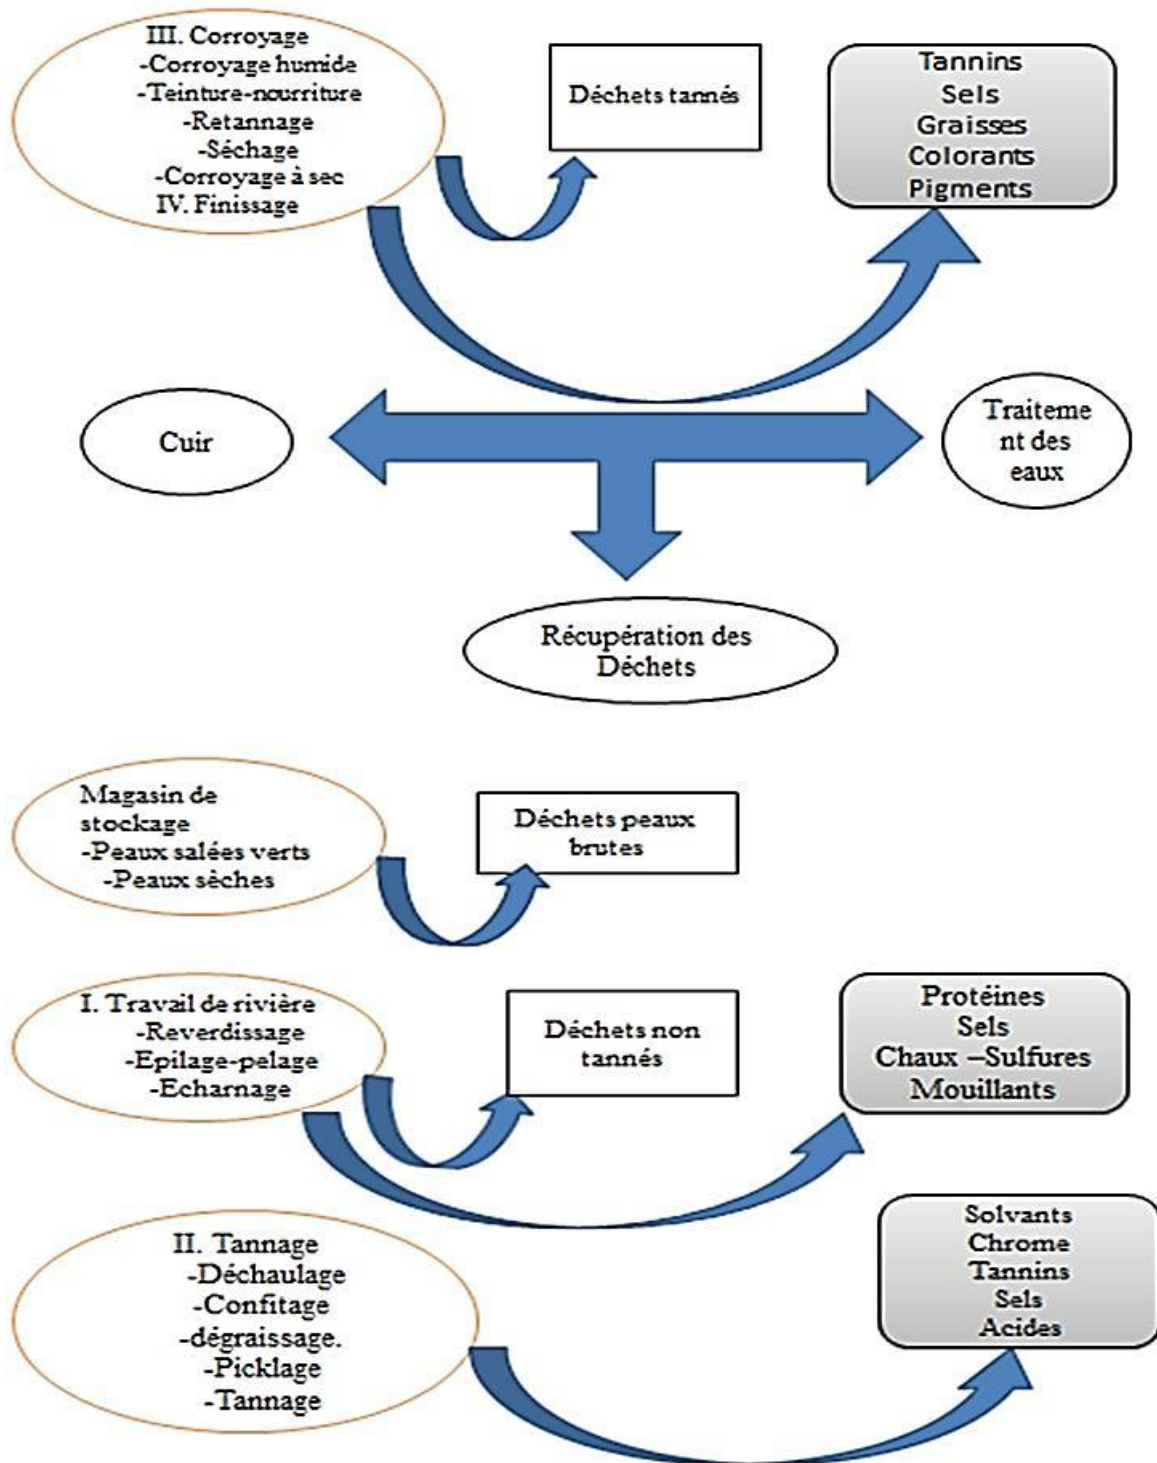 III. Corroyage
-Corroyage humide
-Teinture-nourriture
-Retannage
-Séchage
-Corroyage à sec
IV. Finissage
Déchets tannés
Tannins
Sels
Graisses
Colorants
Pigments
Cuir
Traiteme
nt des
eaux
Récupération des
Déchets
Magasin de
stockage
-Peaux salées verts
-Peaux sèches
Déchets peaux
brutes
I. Travail de rivière
-Reverdissage
-Epilage-pelage
-Echarnage
Déchets non
tannés
Protéines
Sels
Chaux –Sulfures
Mouillants
II. Tannage
-Déchaulage
-Confitage
-dégraissage.
-Picklage
-Tannage
Solvants
Chrome
Tannins
Sels
Acides